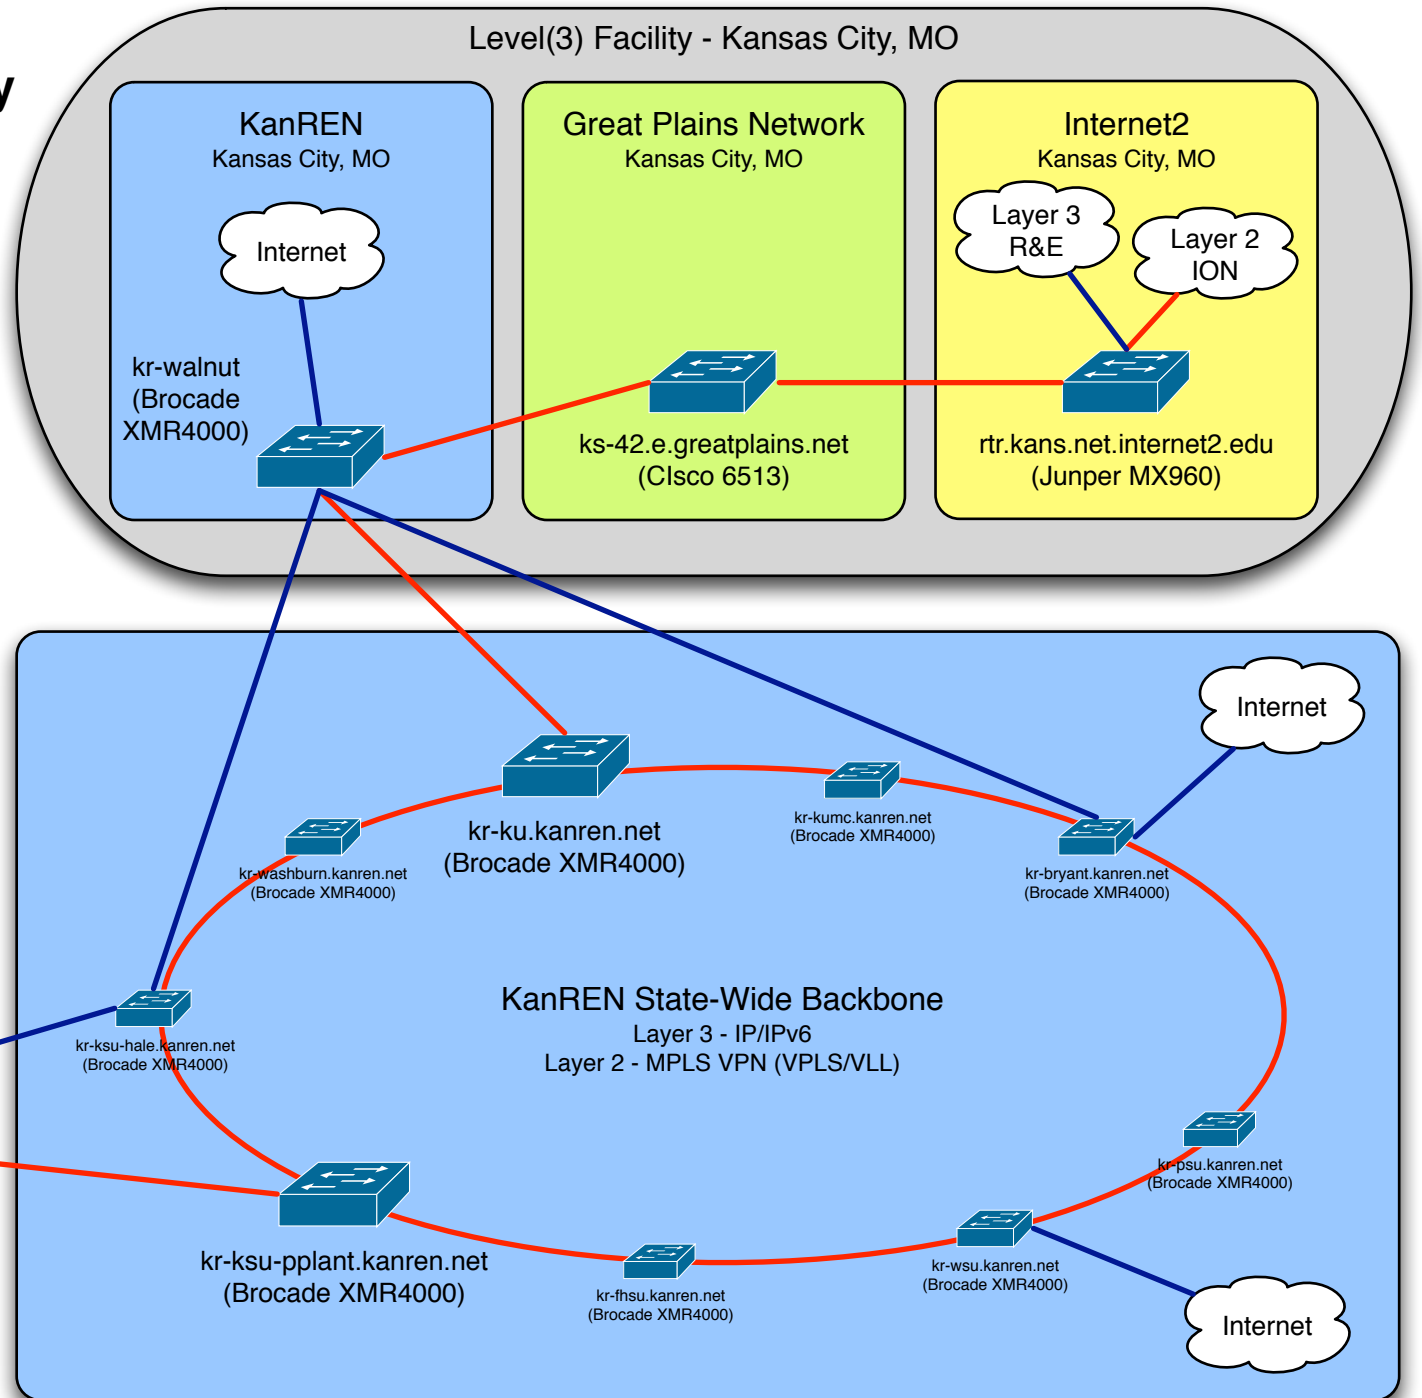 Level(3) Facility - Kansas City, MO
y
KanREN
Kansas City, MO
Great Plains Network
Kansas City, MO
Internet2
Kansas City, MO
Internet
Layer 3
R&E
Layer 2
ION
kr-walnut
(Brocade
XMR4000)
ks-42.e.greatplains.net
(CIsco 6513)
rtr.kans.net.internet2.edu
(Junper MX960)
Internet
kr-ku.kanren.net
(Brocade XMR4000)
kr-kumc.kanren.net
(Brocade XMR4000)
kr-washburn.kanren.net
(Brocade XMR4000)
kr-bryant.kanren.net
(Brocade XMR4000)
KanREN State-Wide Backbone
Layer 3 - IP/IPv6
Layer 2 - MPLS VPN (VPLS/VLL)
kr-ksu-hale.kanren.net
(Brocade XMR4000)
kr-psu.kanren.net
(Brocade XMR4000)
kr-ksu-pplant.kanren.net
(Brocade XMR4000)
kr-fhsu.kanren.net
(Brocade XMR4000)
kr-wsu.kanren.net
(Brocade XMR4000)
Internet